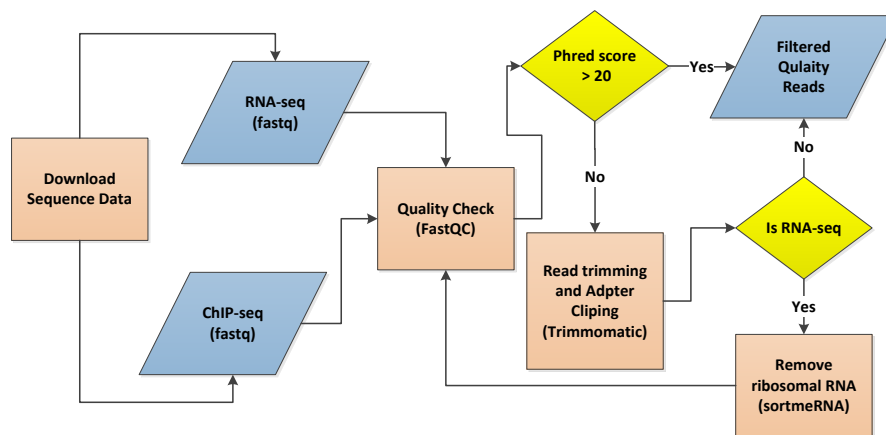 Phred score
> 20
Yes
Filtered
Qulaity
Reads
RNA-seq
(fastq)
No
No
Download
Sequence Data
Quality Check
(FastQC)
Is RNA-seq
Read trimming
and Adpter
Cliping
(Trimmomatic)
ChIP-seq
(fastq)
Yes
Remove
ribosomal RNA
(sortmeRNA)